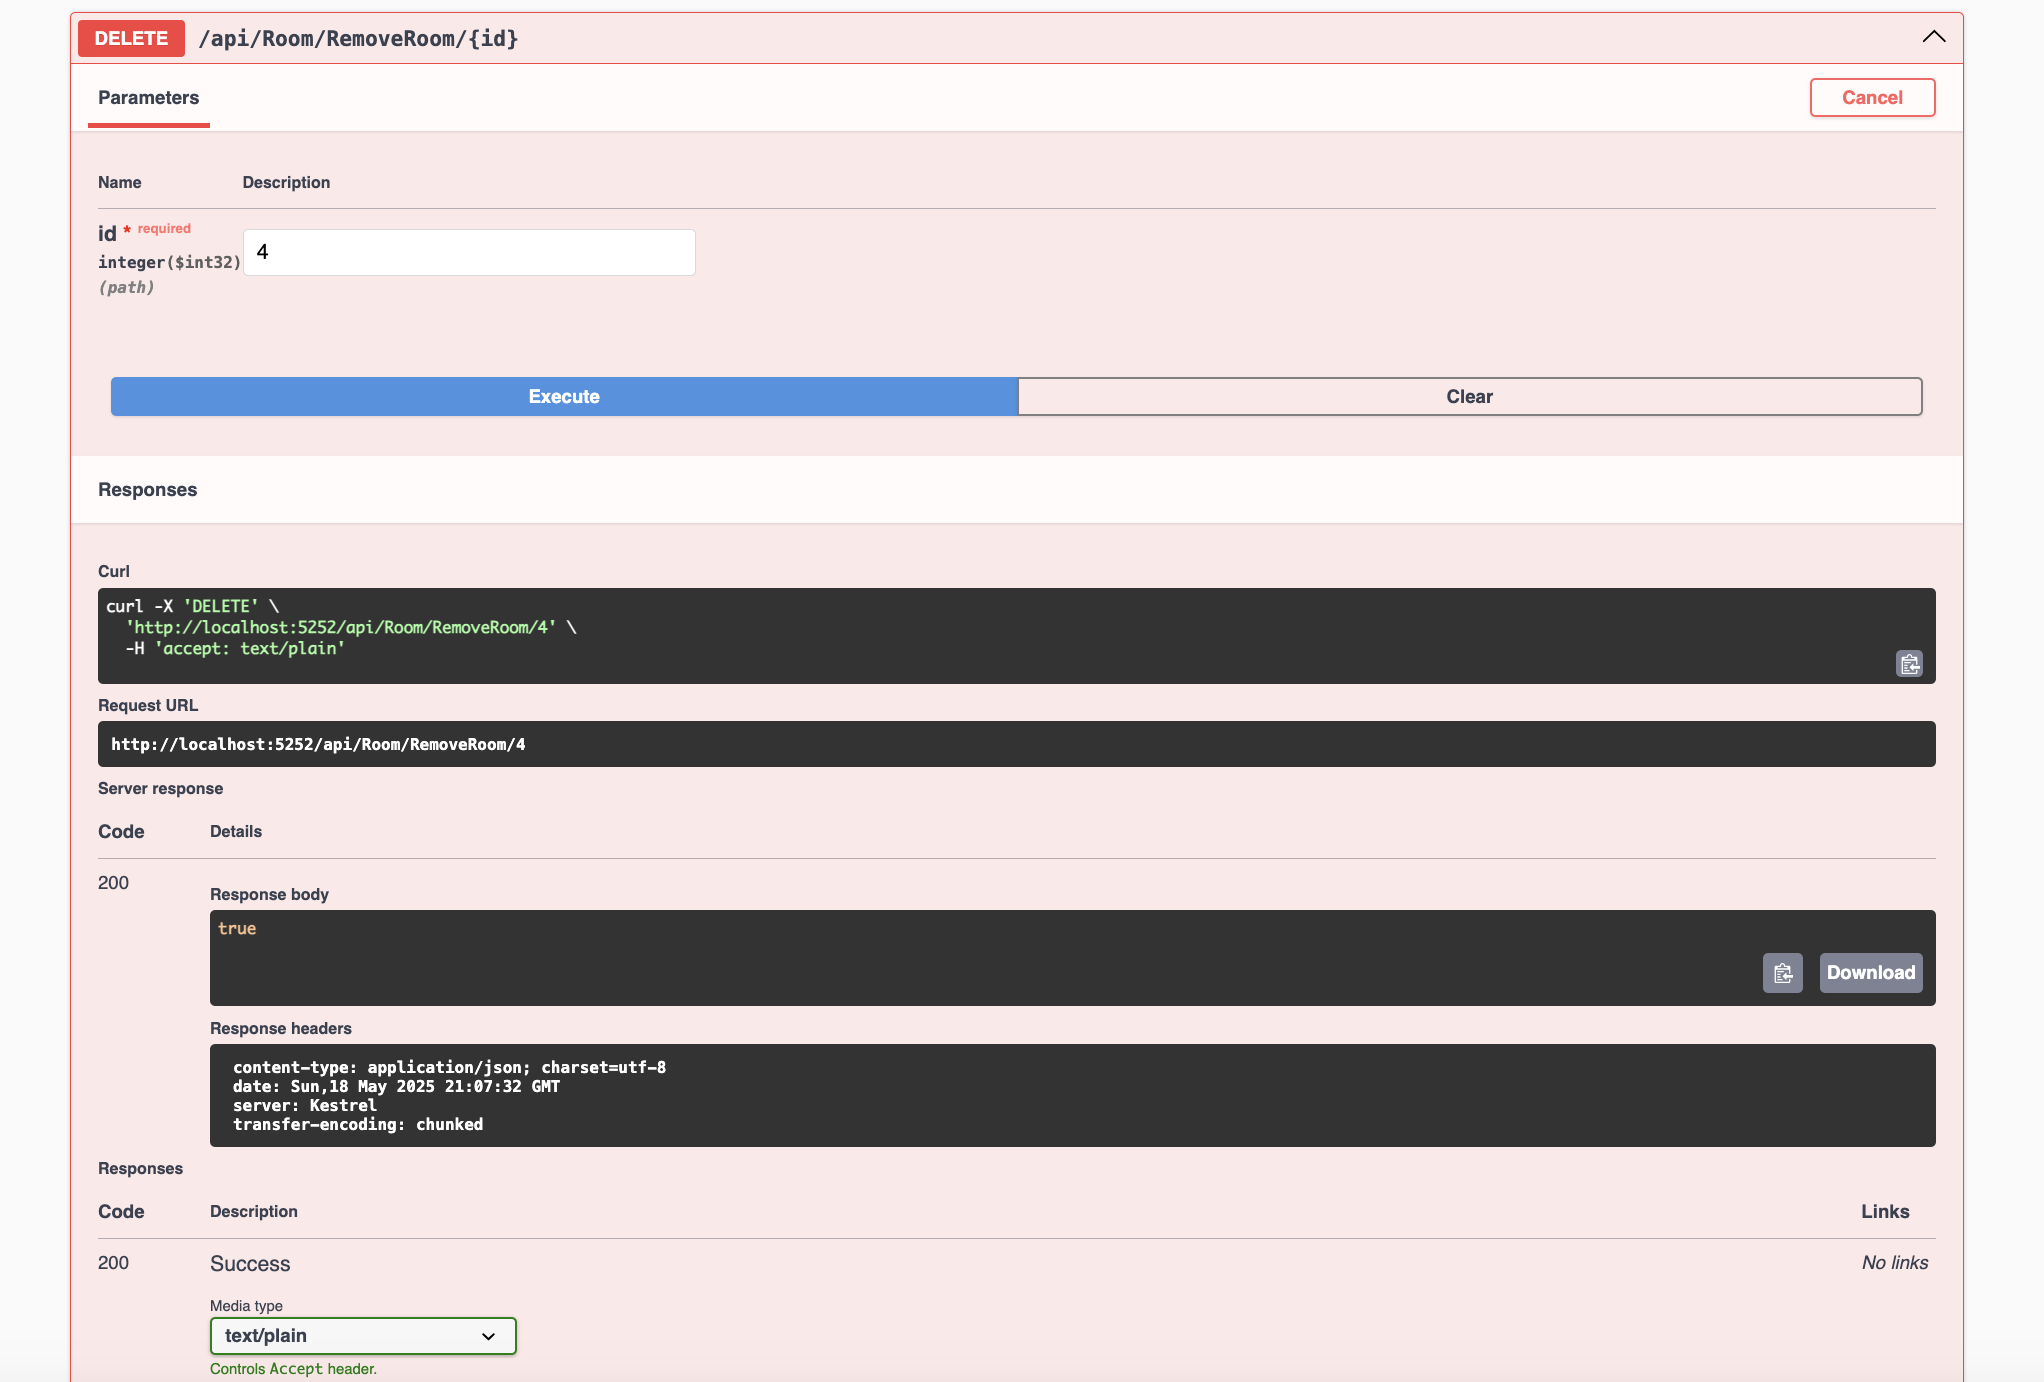 DELETE /api/Room/RemoveRoom/{id}
Parameters
Cancel
Name Description
id * required
integer($int32)
(path)
4
Execute
Clear
Responses
Curl
curl -X 'DELETE' \
'http://localhost:5252/api/Room/RemoveRoom/4' \
-H 'accept: text/plain'
Request URL
http://localhost:5252/api/Room/RemoveRoom/4
Server response
Code Details
200
Response body
true
Download
Response headers
content-type: application/json; charset=utf-8
date: Sun,18 May 2025 21:07:32 GMT
server: Kestrel
transfer-encoding: chunked
Responses
Code Description Links
200 Success No links
Media type
text/plain
Controls Accept header.